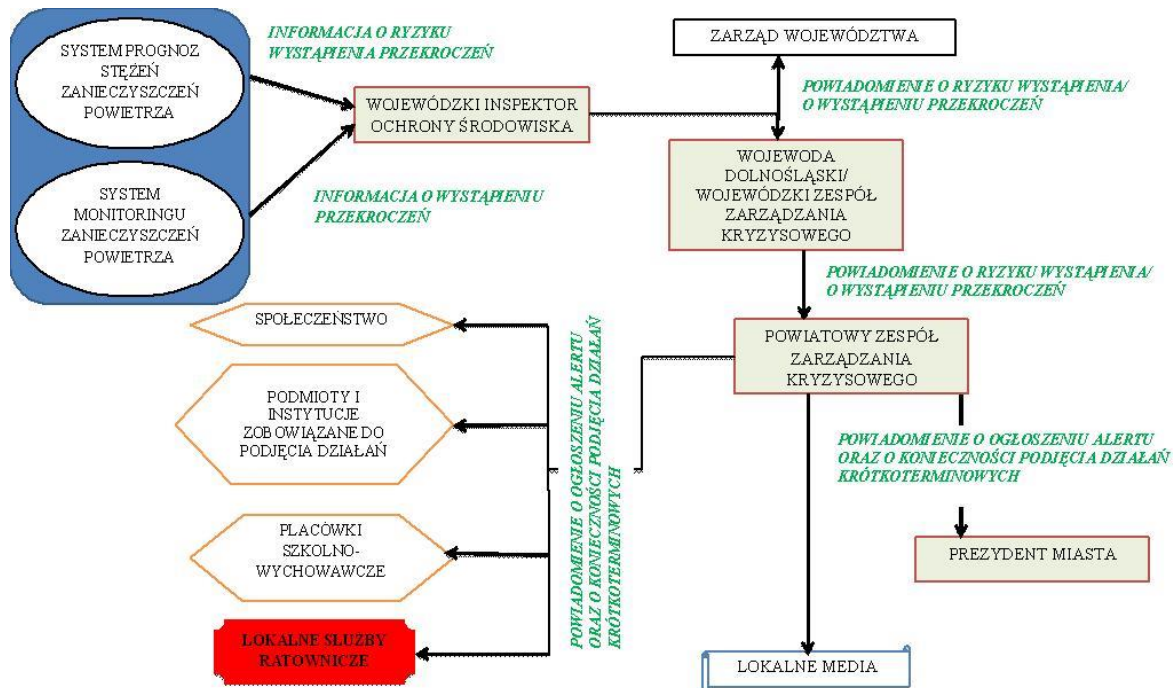 SYSTEM PROGNOZ
STĘŻEŃ
ZANIECZYSZCZEŃ
POWIETRZA
INFORMACJA O RYZYKU
WYSTĄPIENIA PRZEKROCZEŃ
WOJEWÓDZKI INSPEKTOR
OCHRONY ŚRODOWISKA
ZARZĄD WOJEWÓDZTWA
POWIADOMIENIE O RYZYKU WYSTĄPIENIA/
O WYSTĄPIENIU PRZEKROCZEŃ
SYSTEM
MONITORINGU
ZANIECZYSZCZEŃ
POWIETRZA
INFORMACJA O WYSTĄPIENIU
PRZEKROCZEŃ
WOJEWODA
DOLNOŚLĄSKI/
WOJEWÓDZKI ZESPÓŁ
ZARZĄDZANIA
KRYZYSOWEGO
POWIADOMIENIE O RYZYKU WYSTĄPIENIA/
O WYSTĄPIENIU PRZEKROCZEŃ
POWIATOWY ZESPÓŁ
ZARZĄDZANIA
KRYZYSOWEGO
SPOŁECZEŃSTWO
PODMIOTY I
INSTYTUCJE
ZOBOWIĄZANE DO
PODJĘCIA DZIAŁAŃ
PLACÓWKI
SZKOLNO-
WYCHOWAWCZE
LOKALNE SŁUŻBY
RATOWNICZE
POWIADOMIENIE O OGŁOSZENIU ALERTU
ORAZ O KONIECZNOŚCI PODJĘCIA DZIAŁAŃ
KRÓTKOTERMINOWYCH
POWIADOMIENIE O OGŁOSZENIU ALERTU
ORAZ O KONIECZNOŚCI PODJĘCIA DZIAŁAŃ
KRÓTKOTERMINOWYCH
PREZYDENT MIASTA
LOKALNE MEDIA